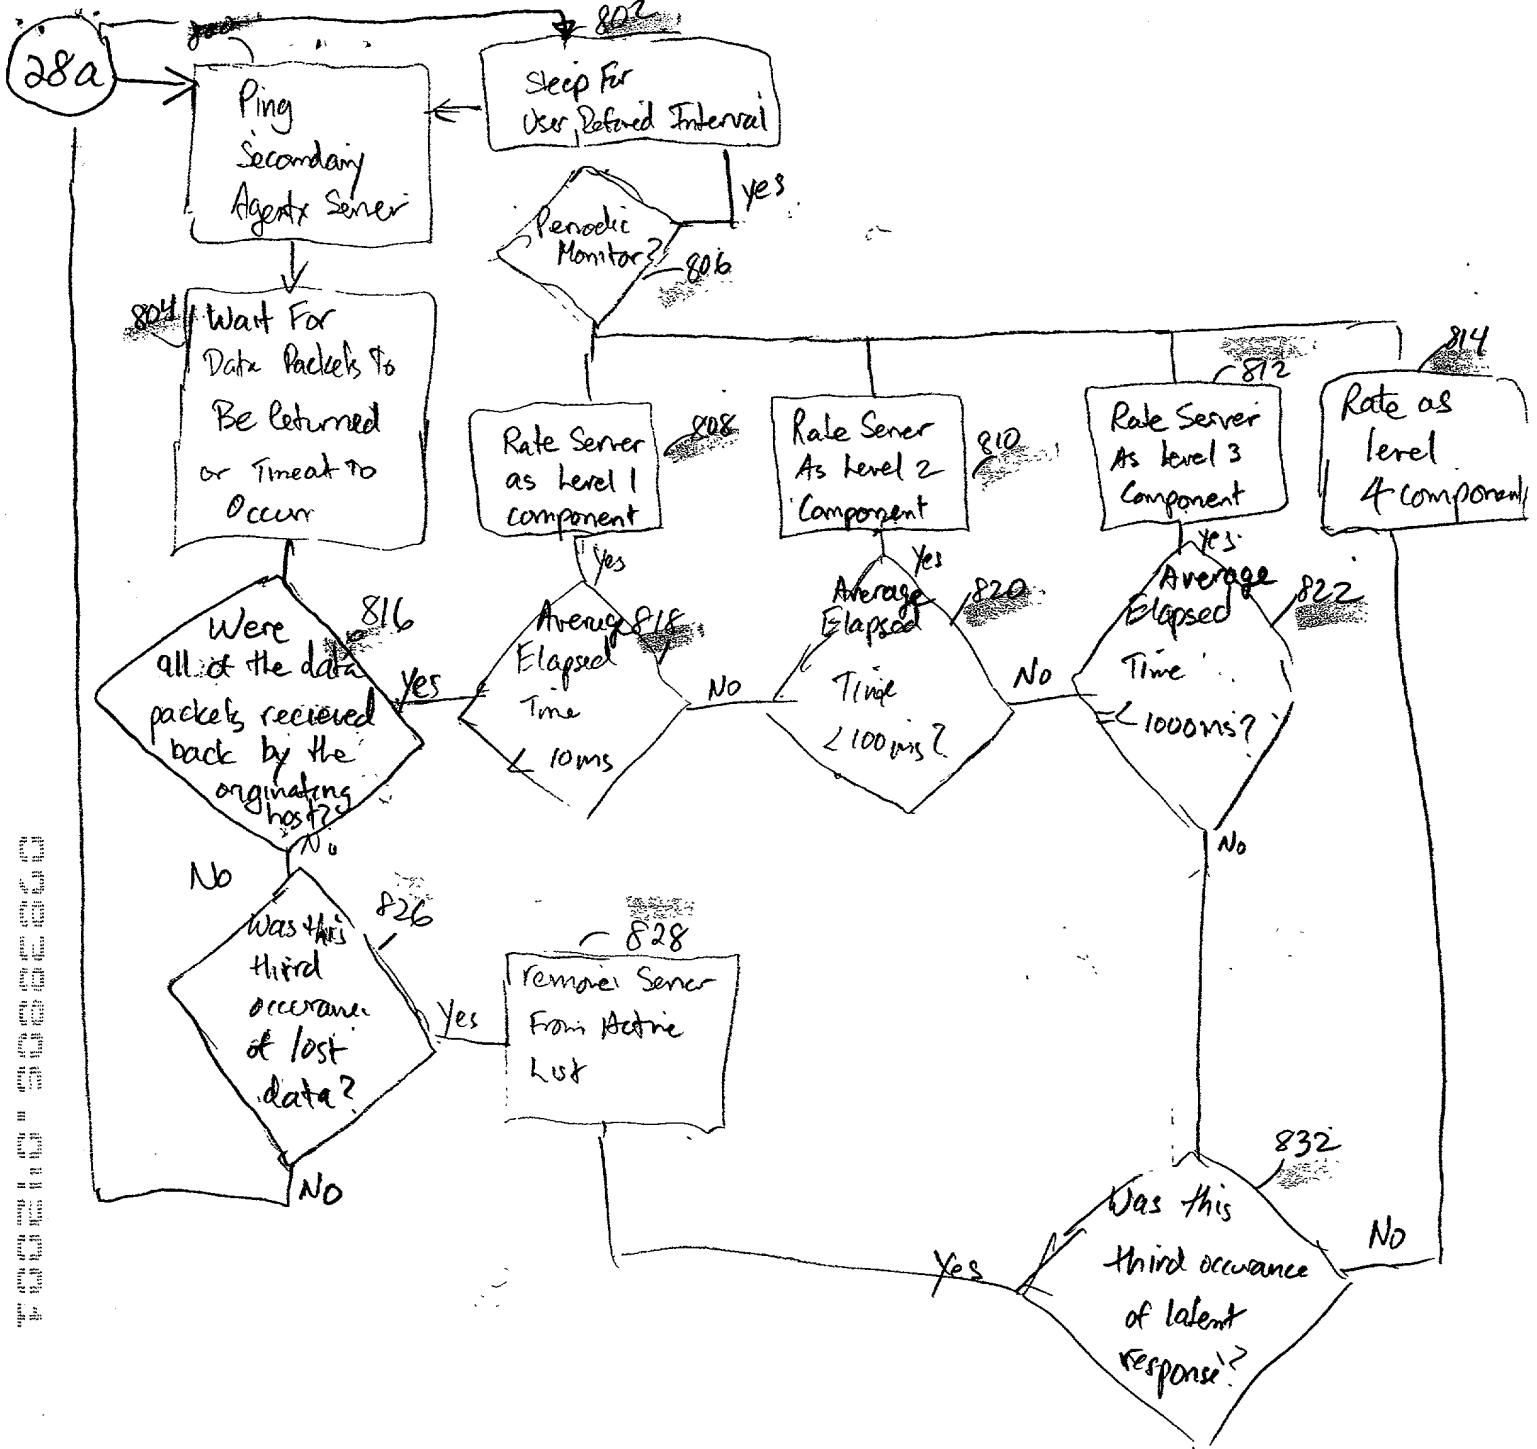 28a
800
802
Ping
Secondary
Agentx Server
Sleep For
User Defined Interval
yes
Periodic
Monitor?
806
804
Wait For
Data Packets to
Be Returned
or Timeout to
Occur
808
Rate Server
as Level 1
component
810
Rate Server
As Level 2
Component
812
Rate Server
As Level 3
Component
814
Rate as
level
4 component
816
Were
all of the data
packets recieved
back by the
orginating
host?
Yes
No
No
Yes
818
Average
Elapsed
Time
< 10ms
No
Yes
820
Average
Elapsed
Time
< 100ms?
No
Yes
822
Average
Elapsed
Time
=< 1000ms?
No
826
Was this
third
occurance
of lost
data?
Yes
No
828
remove Server
From Active
List
832
Was this
third occurance
of latent
response?
Yes
No